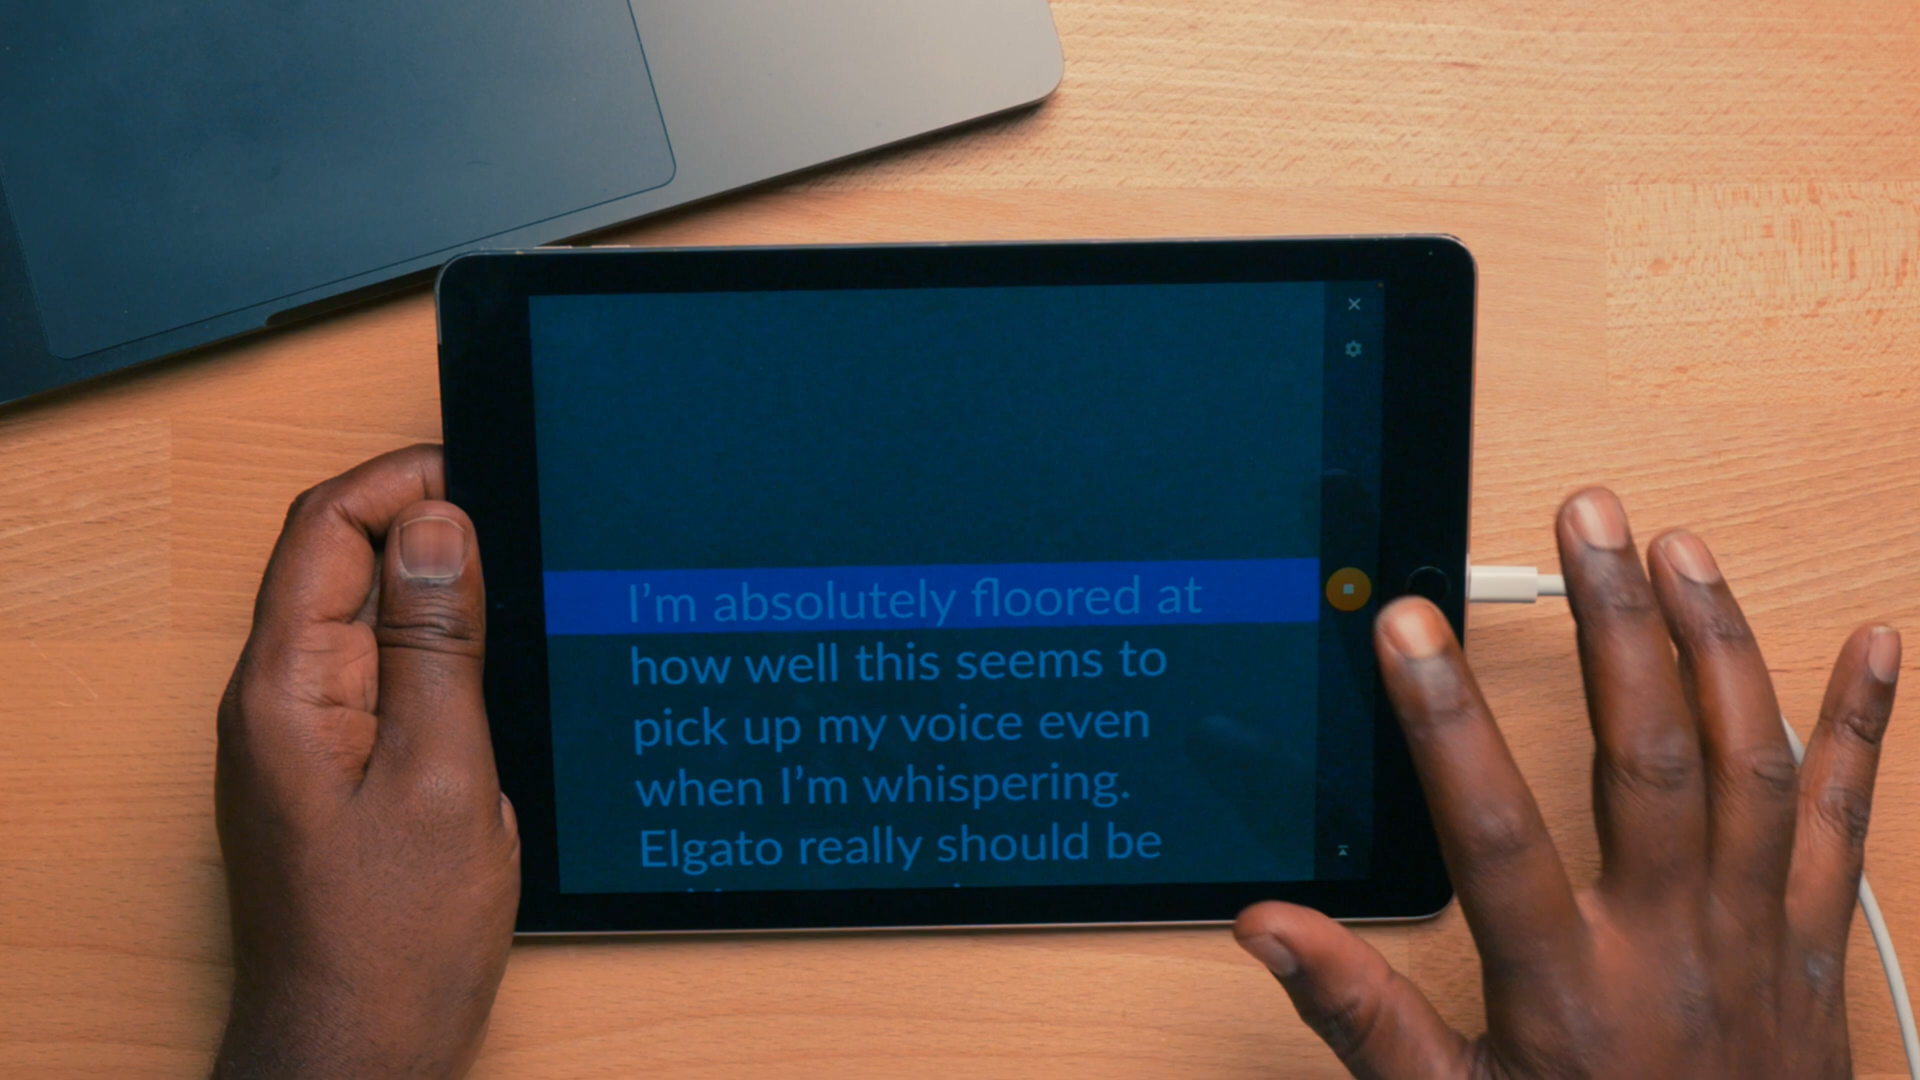 I'm absolutely floored at
how well this seems to
pick up my voice even
when I'm whispering.
Elgato really should be